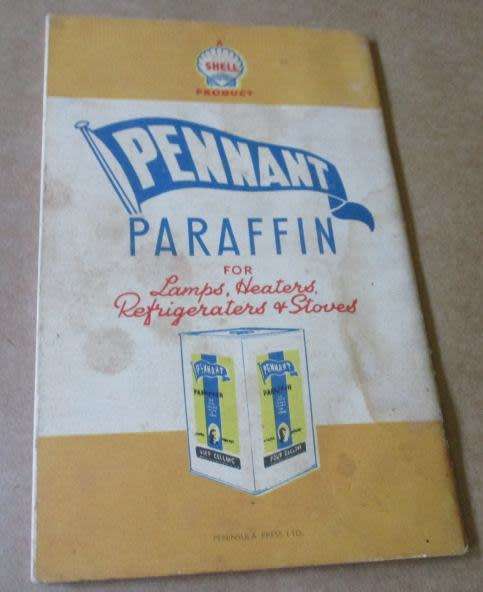 A
SHELL
PRODUCT
PENNANT
PARAFFIN
FOR
Lamps, Heaters,
Refrigeraters & Stoves
PENNANT
PARAFFIN
FOUR GALLONS
PENNANT
PARAFFIN
FOUR GALLONS
PENINSULA PRESS LTD.